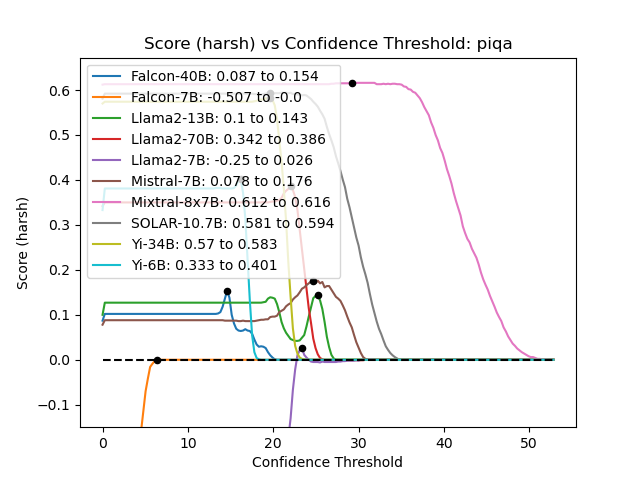 Score (harsh) vs Confidence Threshold: piqa
Score (harsh)
0.6
0.5
0.4
0.3
0.2
0.1
0.0
−0.1
Falcon-40B: 0.087 to 0.154
Falcon-7B: -0.507 to -0.0
Llama2-13B: 0.1 to 0.143
Llama2-70B: 0.342 to 0.386
Llama2-7B: -0.25 to 0.026
Mistral-7B: 0.078 to 0.176
Mixtral-8x7B: 0.612 to 0.616
SOLAR-10.7B: 0.581 to 0.594
Yi-34B: 0.57 to 0.583
Yi-6B: 0.333 to 0.401
0 10 20 30 40 50
Confidence Threshold